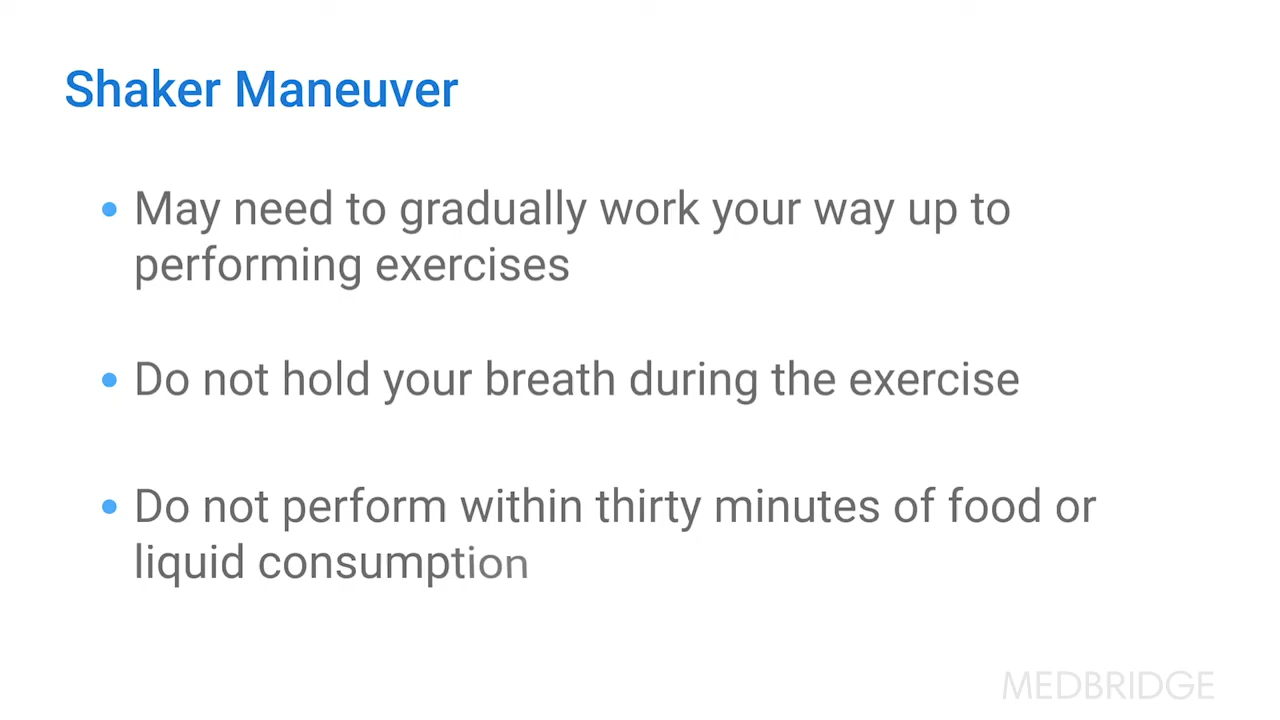 Shaker Maneuver
• May need to gradually work your way up to
performing exercises
• Do not hold your breath during the exercise
• Do not perform within thirty minutes of food or
liquid consumption
MEDBRIDGE